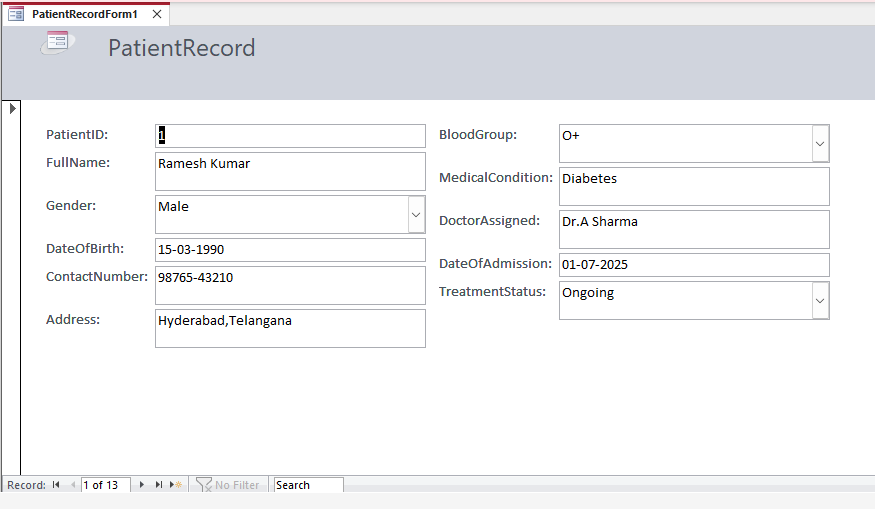 PatientRecordForm1
PatientRecord
PatientID: 1
FullName: Ramesh Kumar
Gender: Male
DateOfBirth: 15-03-1990
ContactNumber: 98765-43210
Address: Hyderabad,Telangana
BloodGroup: O+
MedicalCondition: Diabetes
DoctorAssigned: Dr.A Sharma
DateOfAdmission: 01-07-2025
TreatmentStatus: Ongoing
Record: 1 of 13 No Filter Search